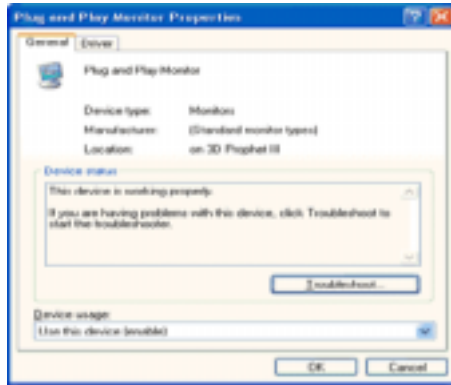 Plug and Play Monitor Properties
General Driver
Plug and Play Monitor
Device type: Monitors
Manufacturer: (Standard monitor types)
Location: on 3D Prophet III
Device status
This device is working properly.
If you are having problems with this device, click Troubleshoot to
start the troubleshooter.
Troubleshoot...
Device usage:
Use this device (enable)
OK Cancel